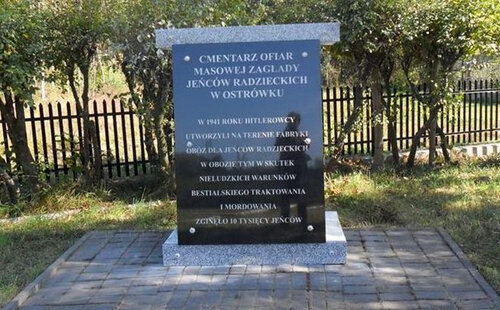 CMENTARZ OFIAR
MASOWEJ ZAGŁADY
JEŃCÓW RADZIECKICH
W OSTRÓWKU
W 1941 ROKU HITLEROWCY
UTWORZYLI NA TERENIE FABRYKI
OBÓZ DLA JEŃCÓW RADZIECKICH
W OBOZIE TYM W SKUTEK
NIELUDZKICH WARUNKÓW
BESTIALSKIEGO TRAKTOWANIA
I MORDOWANIA
ZGINĘŁO 10 TYSIĘCY JEŃCÓW